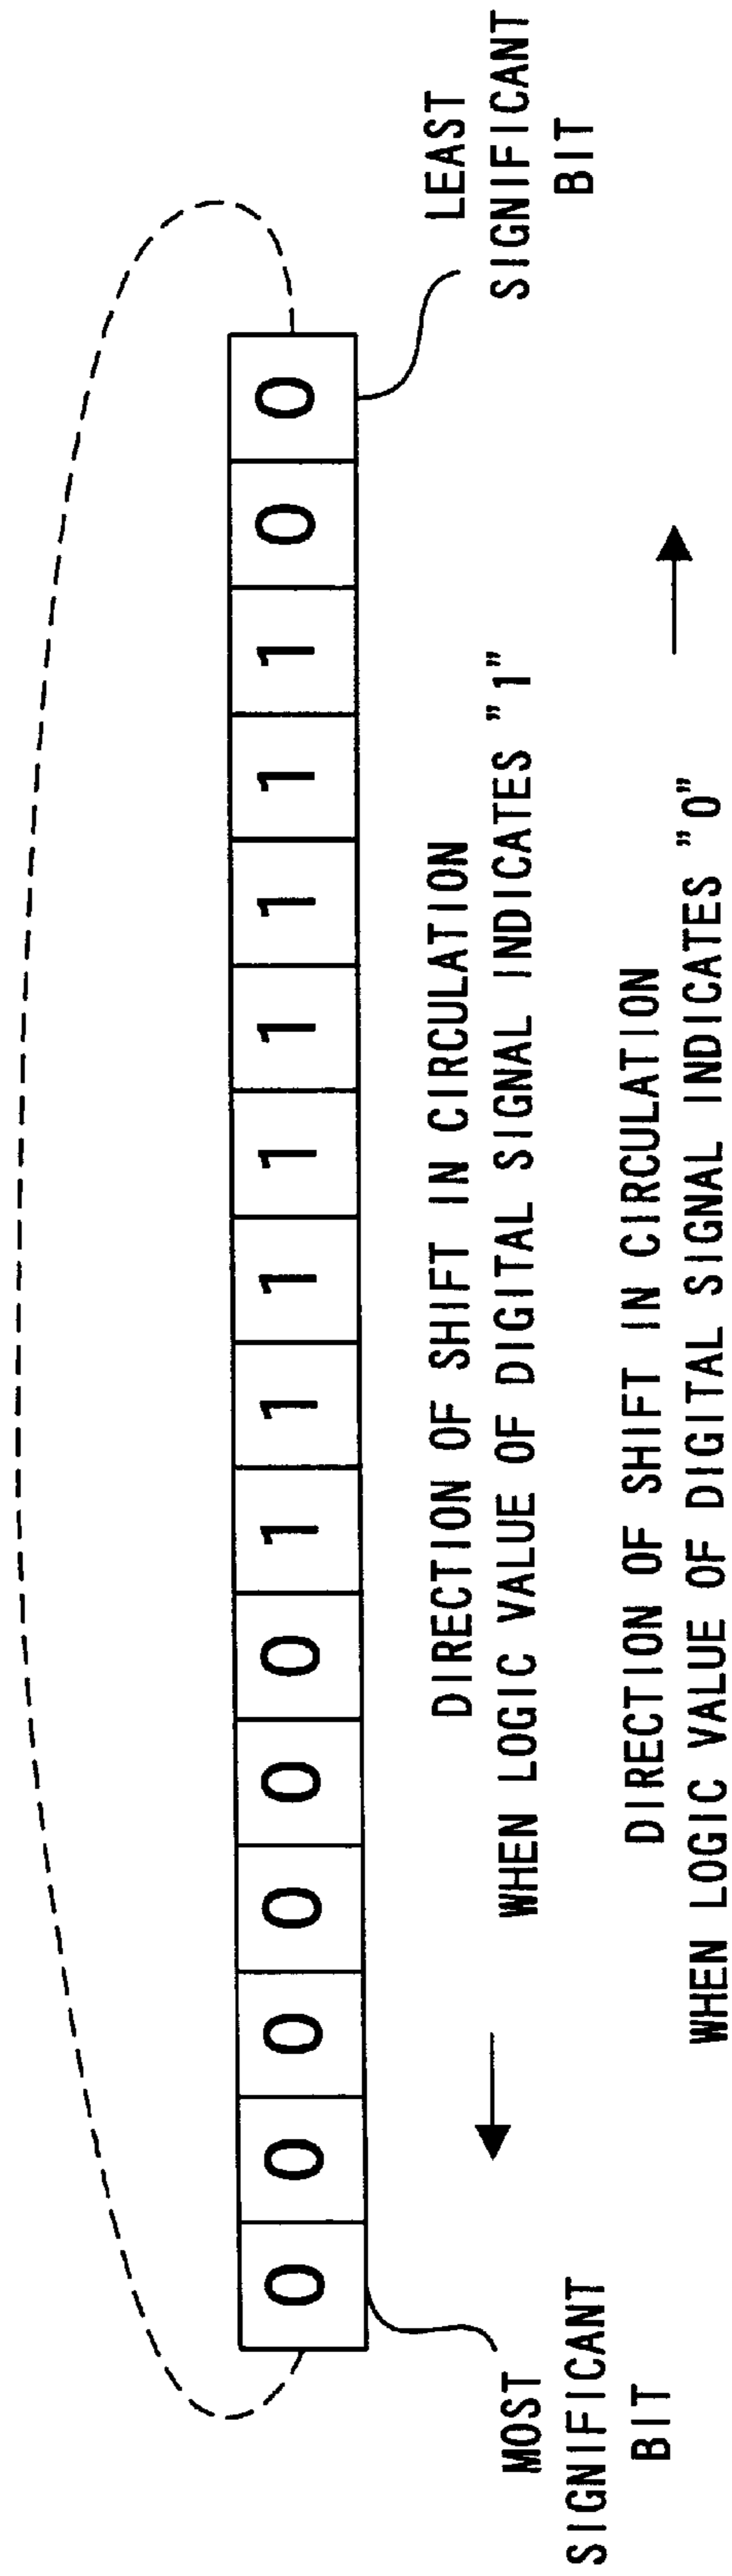 0 0 0 0 0 0 1 1 1 1 1 1 1 1 0 0
LEAST
SIGNIFICANT
BIT
MOST
SIGNIFICANT
BIT
DIRECTION OF SHIFT IN CIRCULATION
WHEN LOGIC VALUE OF DIGITAL SIGNAL INDICATES ”1”
DIRECTION OF SHIFT IN CIRCULATION
WHEN LOGIC VALUE OF DIGITAL SIGNAL INDICATES ”0”